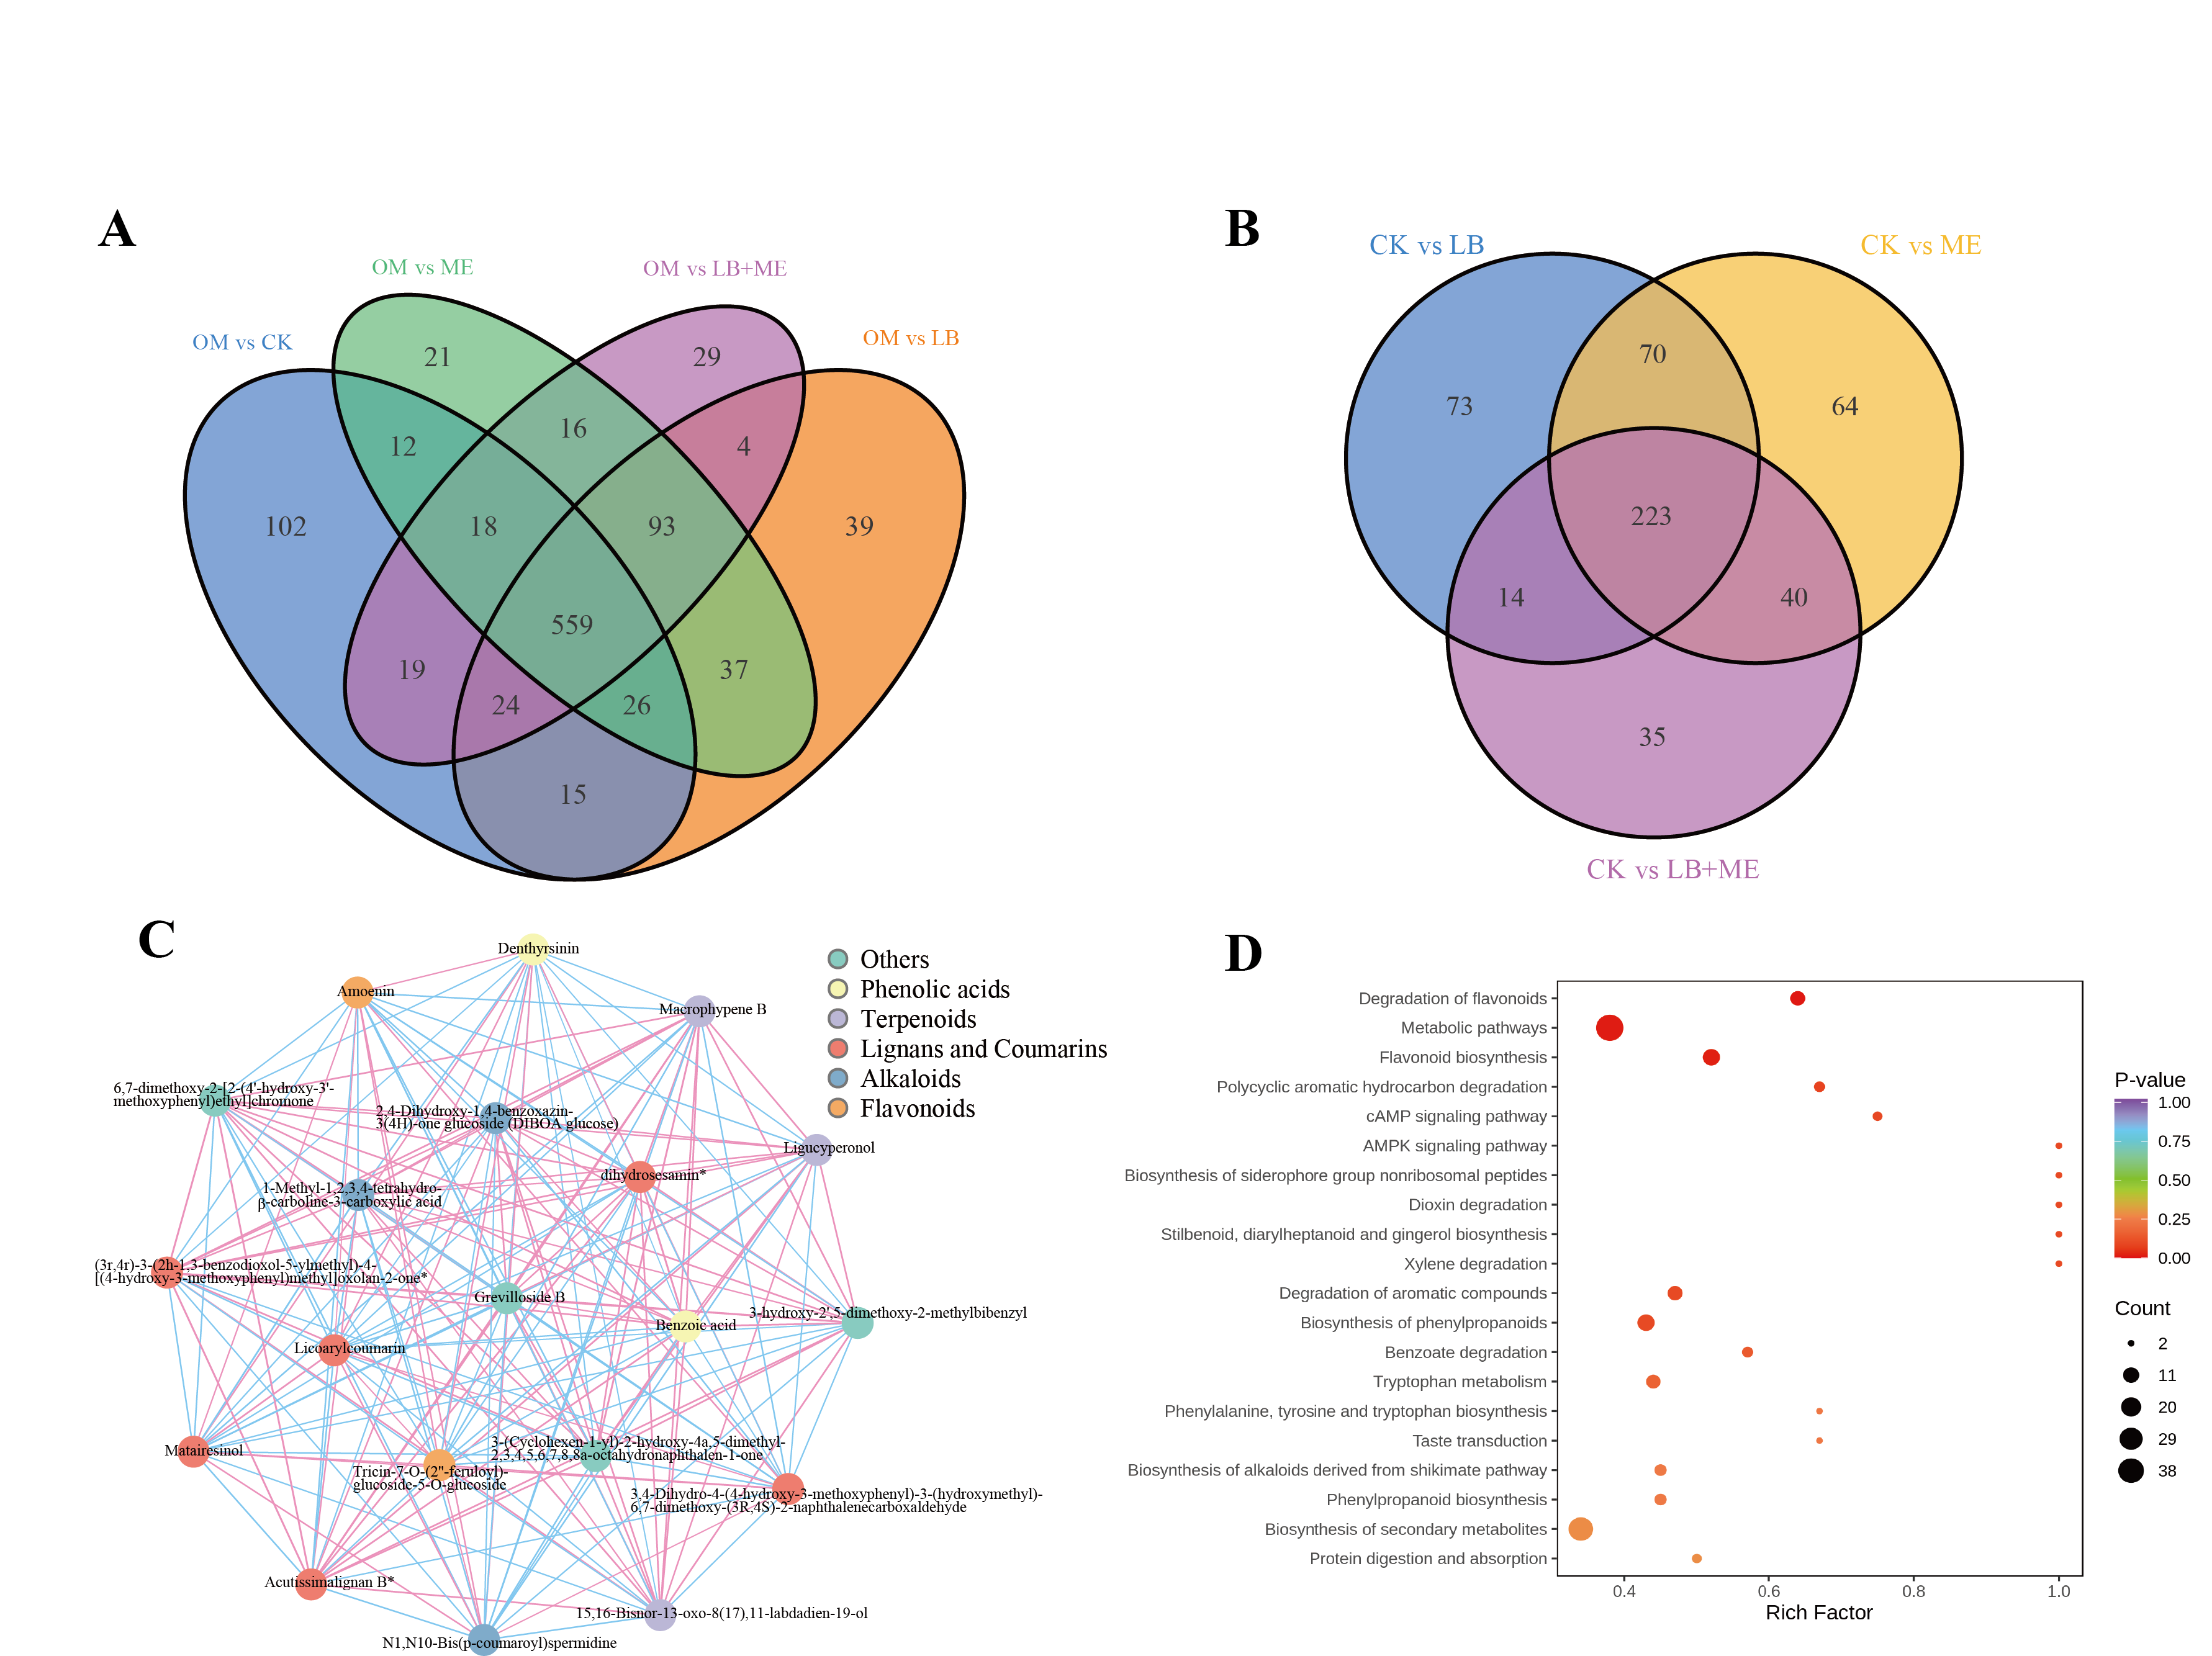 A
OM vs ME
OM vs LB+ME
OM vs CK
OM vs LB
21
29
16
12
4
102
18
93
39
559
19
37
24
26
15
B
CK vs LB
CK vs ME
70
73
64
223
14
40
35
CK vs LB+ME
C
Denthyrsinin
Amoenin
Macrophypene B
6,7-dimethoxy-2-[2-(4'-hydroxy-3'-
methoxyphenyl)ethyl]chromone
2,4-Dihydroxy-1,4-benzoxazin-
3(4H)-one glucoside (DIBOA glucose)
Ligucyperonol
dihydrosesamin*
1-Methyl-1,2,3,4-tetrahydro-
β-carboline-3-carboxylic acid
(3r,4r)-3-(2h-1,3-benzodioxol-5-ylmethyl)-4-
[(4-hydroxy-3-methoxyphenyl)methyl]oxolan-2-one*
Grevilloside B
3-hydroxy-2',5-dimethoxy-2-methylbibenzyl
Benzoic acid
Licoarylcoumarin
Matairesinol
3-(Cyclohexen-1-yl)-2-hydroxy-4a,5-dimethyl-
2,3,4,5,6,7,8,8a-octahydronaphthalen-1-one
Tricin-7-O-(2"-feruloyl)-
glucoside-5-O-glucoside
3,4-Dihydro-4-(4-hydroxy-3-methoxyphenyl)-3-(hydroxymethyl)-
6,7-dimethoxy-(3R,4S)-2-naphthalenecarboxaldehyde
Acutissimalignan B*
15,16-Bisnor-13-oxo-8(17),11-labdadien-19-ol
N1,N10-Bis(p-coumaroyl)spermidine
Others
Phenolic acids
Terpenoids
Lignans and Coumarins
Alkaloids
Flavonoids
D
Degradation of flavonoids
Metabolic pathways
Flavonoid biosynthesis
Polycyclic aromatic hydrocarbon degradation
cAMP signaling pathway
AMPK signaling pathway
Biosynthesis of siderophore group nonribosomal peptides
Dioxin degradation
Stilbenoid, diarylheptanoid and gingerol biosynthesis
Xylene degradation
Degradation of aromatic compounds
Biosynthesis of phenylpropanoids
Benzoate degradation
Tryptophan metabolism
Phenylalanine, tyrosine and tryptophan biosynthesis
Taste transduction
Biosynthesis of alkaloids derived from shikimate pathway
Phenylpropanoid biosynthesis
Biosynthesis of secondary metabolites
Protein digestion and absorption
0.4 0.6 0.8 1.0
Rich Factor
P-value
1.00
0.75
0.50
0.25
0.00
Count
2
11
20
29
38